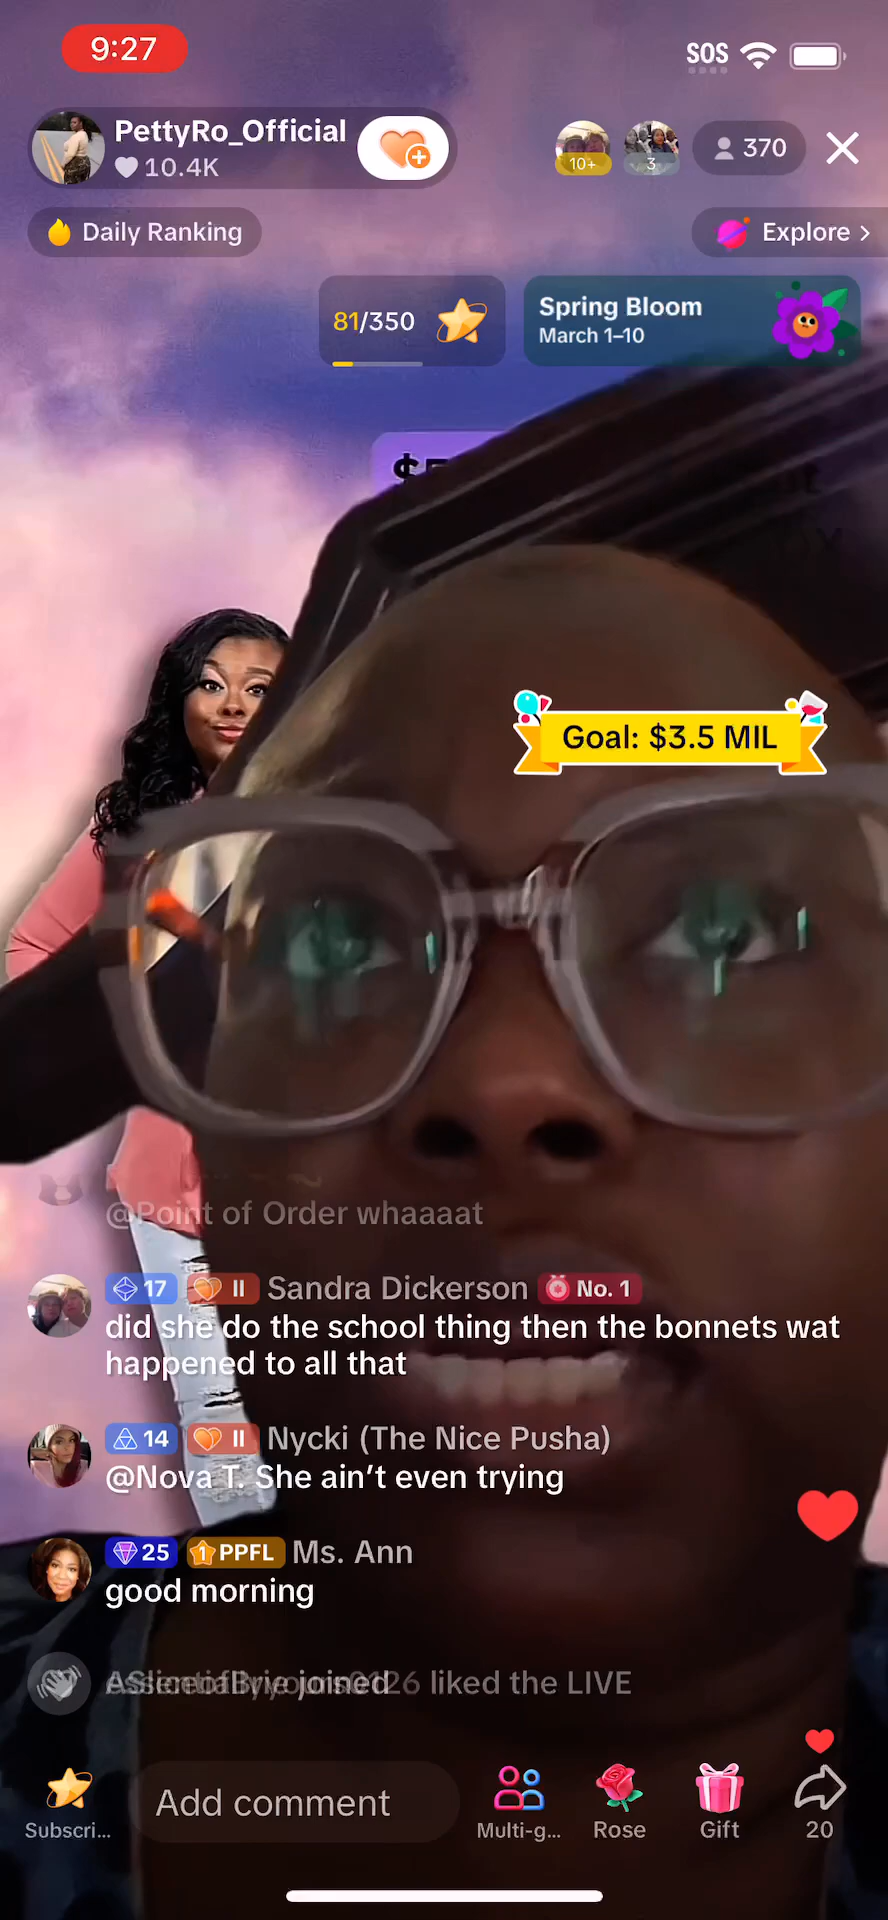 9:27
SOS
PettyRo_Official
10.4K
10+
3
370
Daily Ranking
Explore >
81/350
Spring Bloom
March 1–10
Goal: $3.5 MIL
@Point of Order whaaaat
17 II Sandra Dickerson No. 1
did she do the school thing then the bonnets wat
happened to all that
14 II Nycki (The Nice Pusha)
@Nova T. She ain’t even trying
25 1 PPFL Ms. Ann
good morning
joined
liked the LIVE
Subscri...
Add comment
Multi-g...
Rose
Gift
20